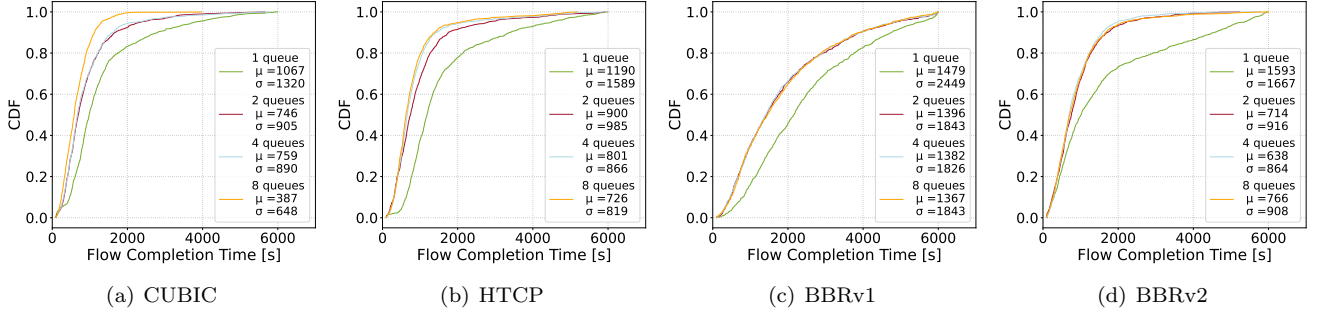 CDF
1.0
0.8
0.6
0.4
0.2
0.0
0
2000
4000
6000
Flow Completion Time [s]
1 queue
μ =1067
σ =1320
2 queues
μ =746
σ =905
4 queues
μ =759
σ =890
8 queues
μ =387
σ =648
(a) CUBIC
CDF
1.0
0.8
0.6
0.4
0.2
0.0
0
2000
4000
6000
Flow Completion Time [s]
1 queue
μ =1190
σ =1589
2 queues
μ =900
σ =985
4 queues
μ =801
σ =866
8 queues
μ =726
σ =819
(b) HTCP
CDF
1.0
0.8
0.6
0.4
0.2
0.0
0
2000
4000
6000
Flow Completion Time [s]
1 queue
μ =1479
σ =2449
2 queues
μ =1396
σ =1843
4 queues
μ =1382
σ =1826
8 queues
μ =1367
σ =1843
(c) BBRv1
CDF
1.0
0.8
0.6
0.4
0.2
0.0
0
2000
4000
6000
Flow Completion Time [s]
1 queue
μ =1593
σ =1667
2 queues
μ =714
σ =916
4 queues
μ =638
σ =864
8 queues
μ =766
σ =908
(d) BBRv2